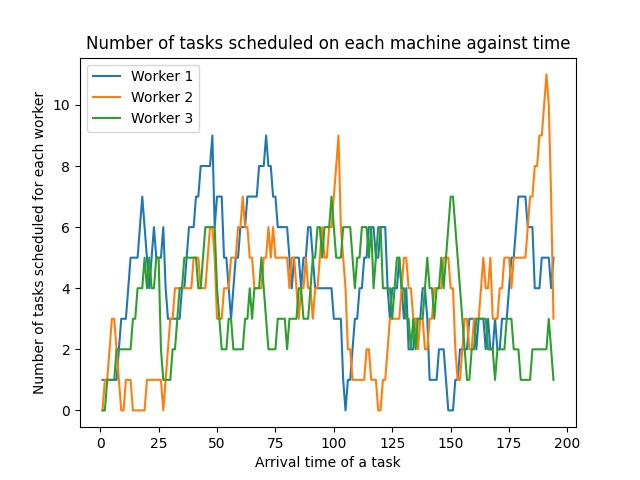 Number of tasks scheduled on each machine against time
Worker 1
Worker 2
Worker 3
Number of tasks scheduled for each worker
10
8
6
4
2
0
0 25 50 75 100 125 150 175 200
Arrival time of a task